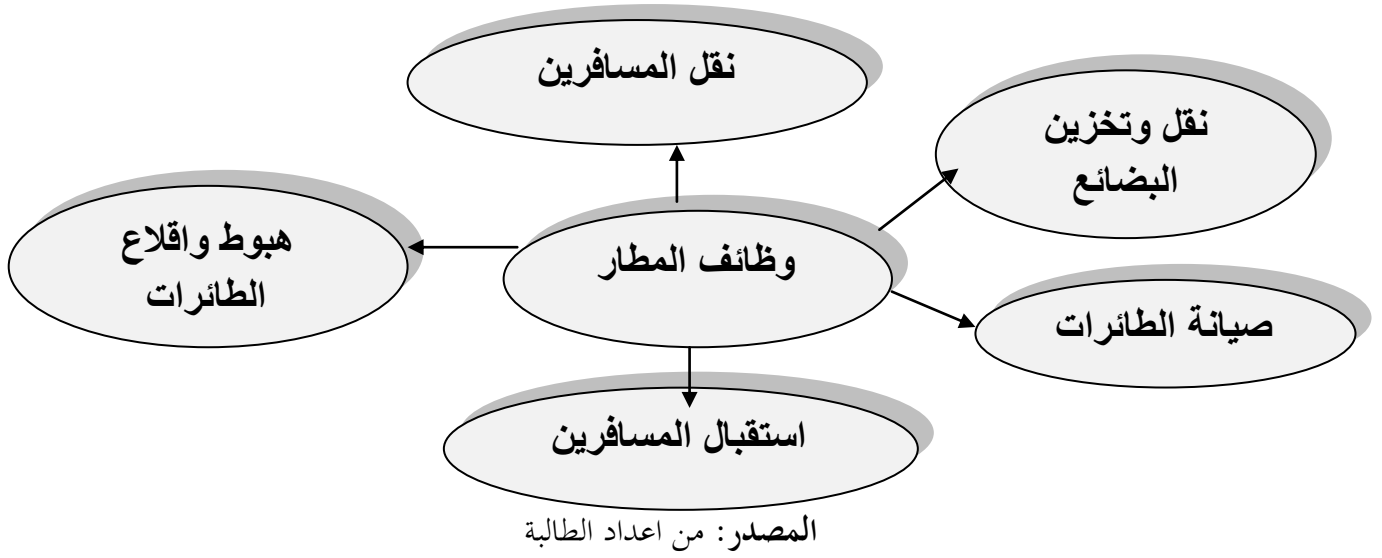 نقل المسافرين
نقل وتخزين
البضائع
هبوط واقلاع
الطائرات
وظائف المطار
صيانة الطائرات
استقبال المسافرين
المصدر: من اعداد الطالبة